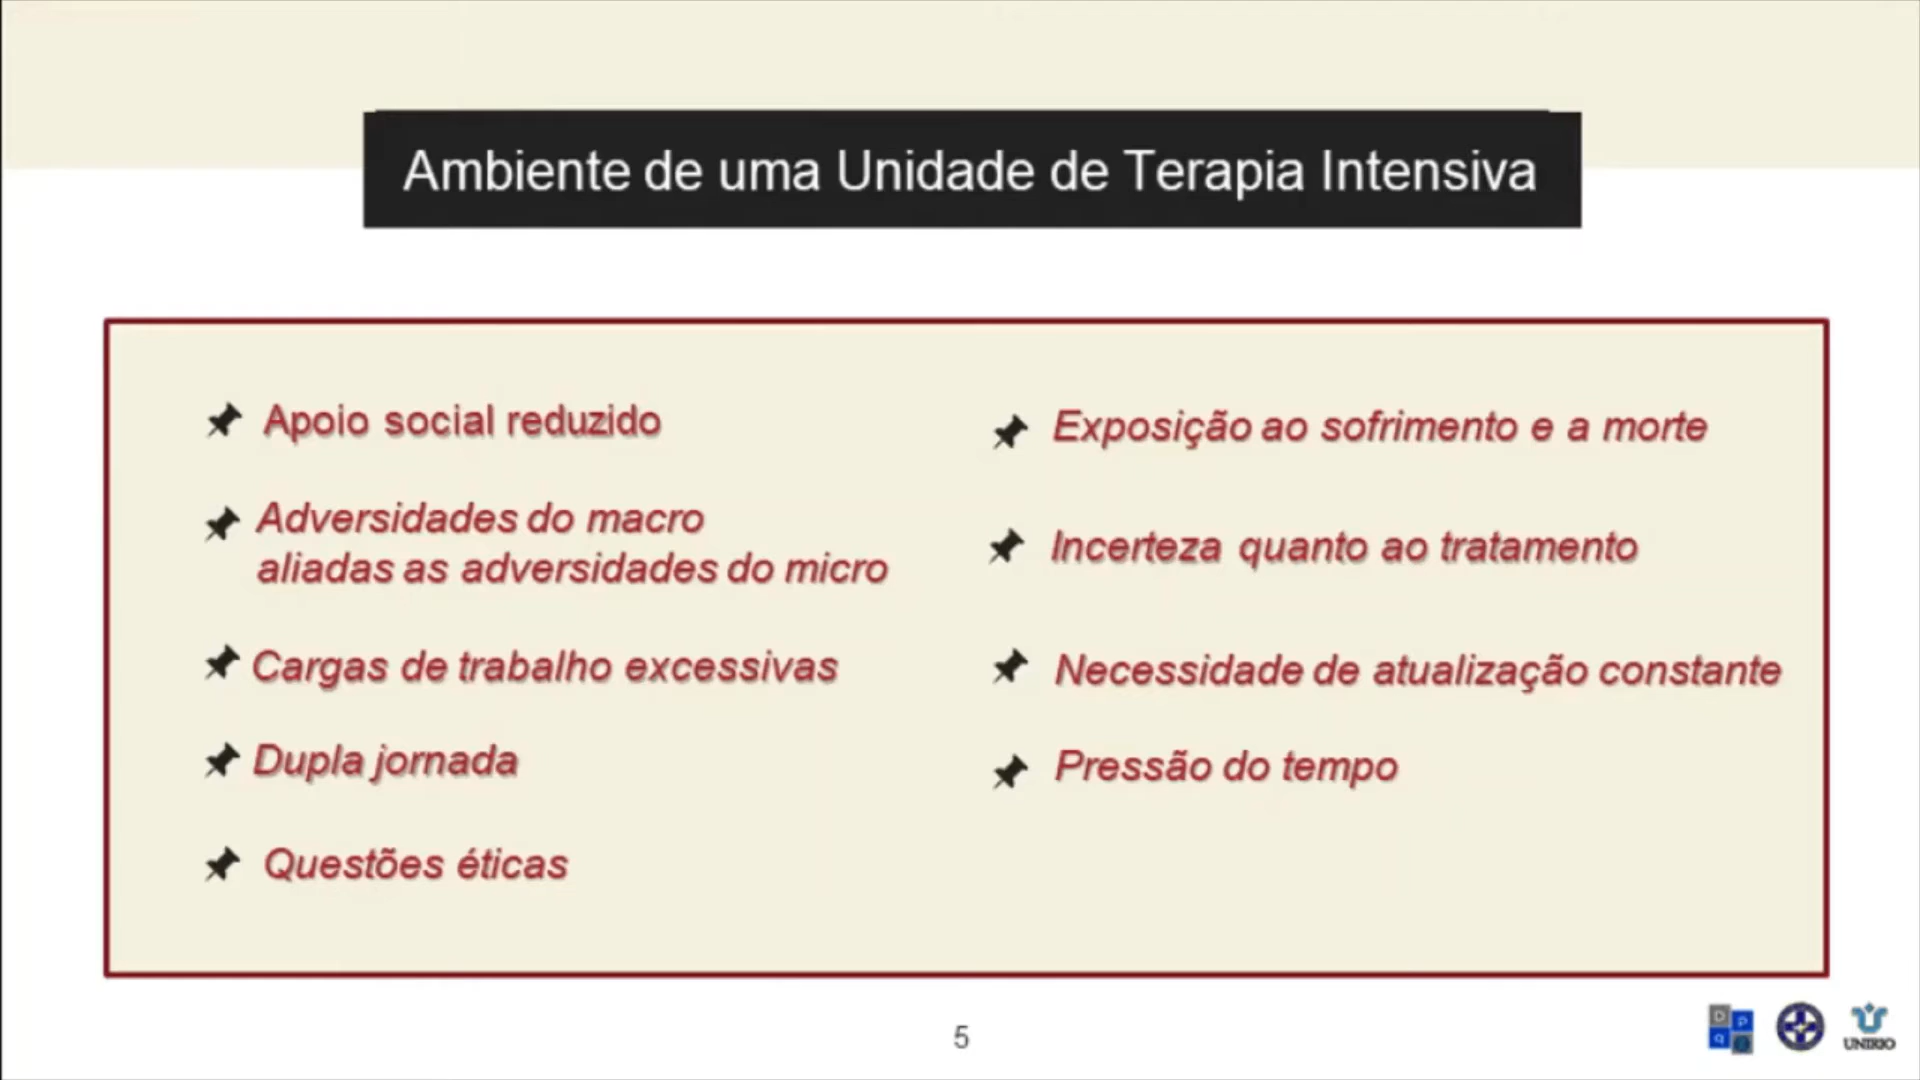 Ambiente de uma Unidade de Terapia Intensiva
Apoio social reduzido
Adversidades do macro
aliadas as adversidades do micro
Cargas de trabalho excessivas
Dupla jornada
Questões éticas
Exposição ao sofrimento e a morte
Incerteza quanto ao tratamento
Necessidade de atualização constante
Pressão do tempo
5
D
P
q
UNIRIO